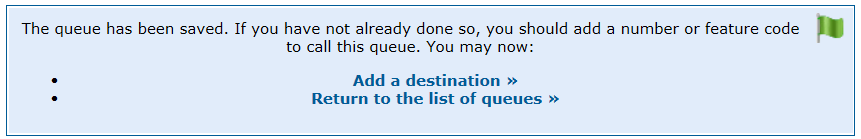 The queue has been saved. If you have not already done so, you should add a number or feature code
to call this queue. You may now:
• Add a destination »
• Return to the list of queues »